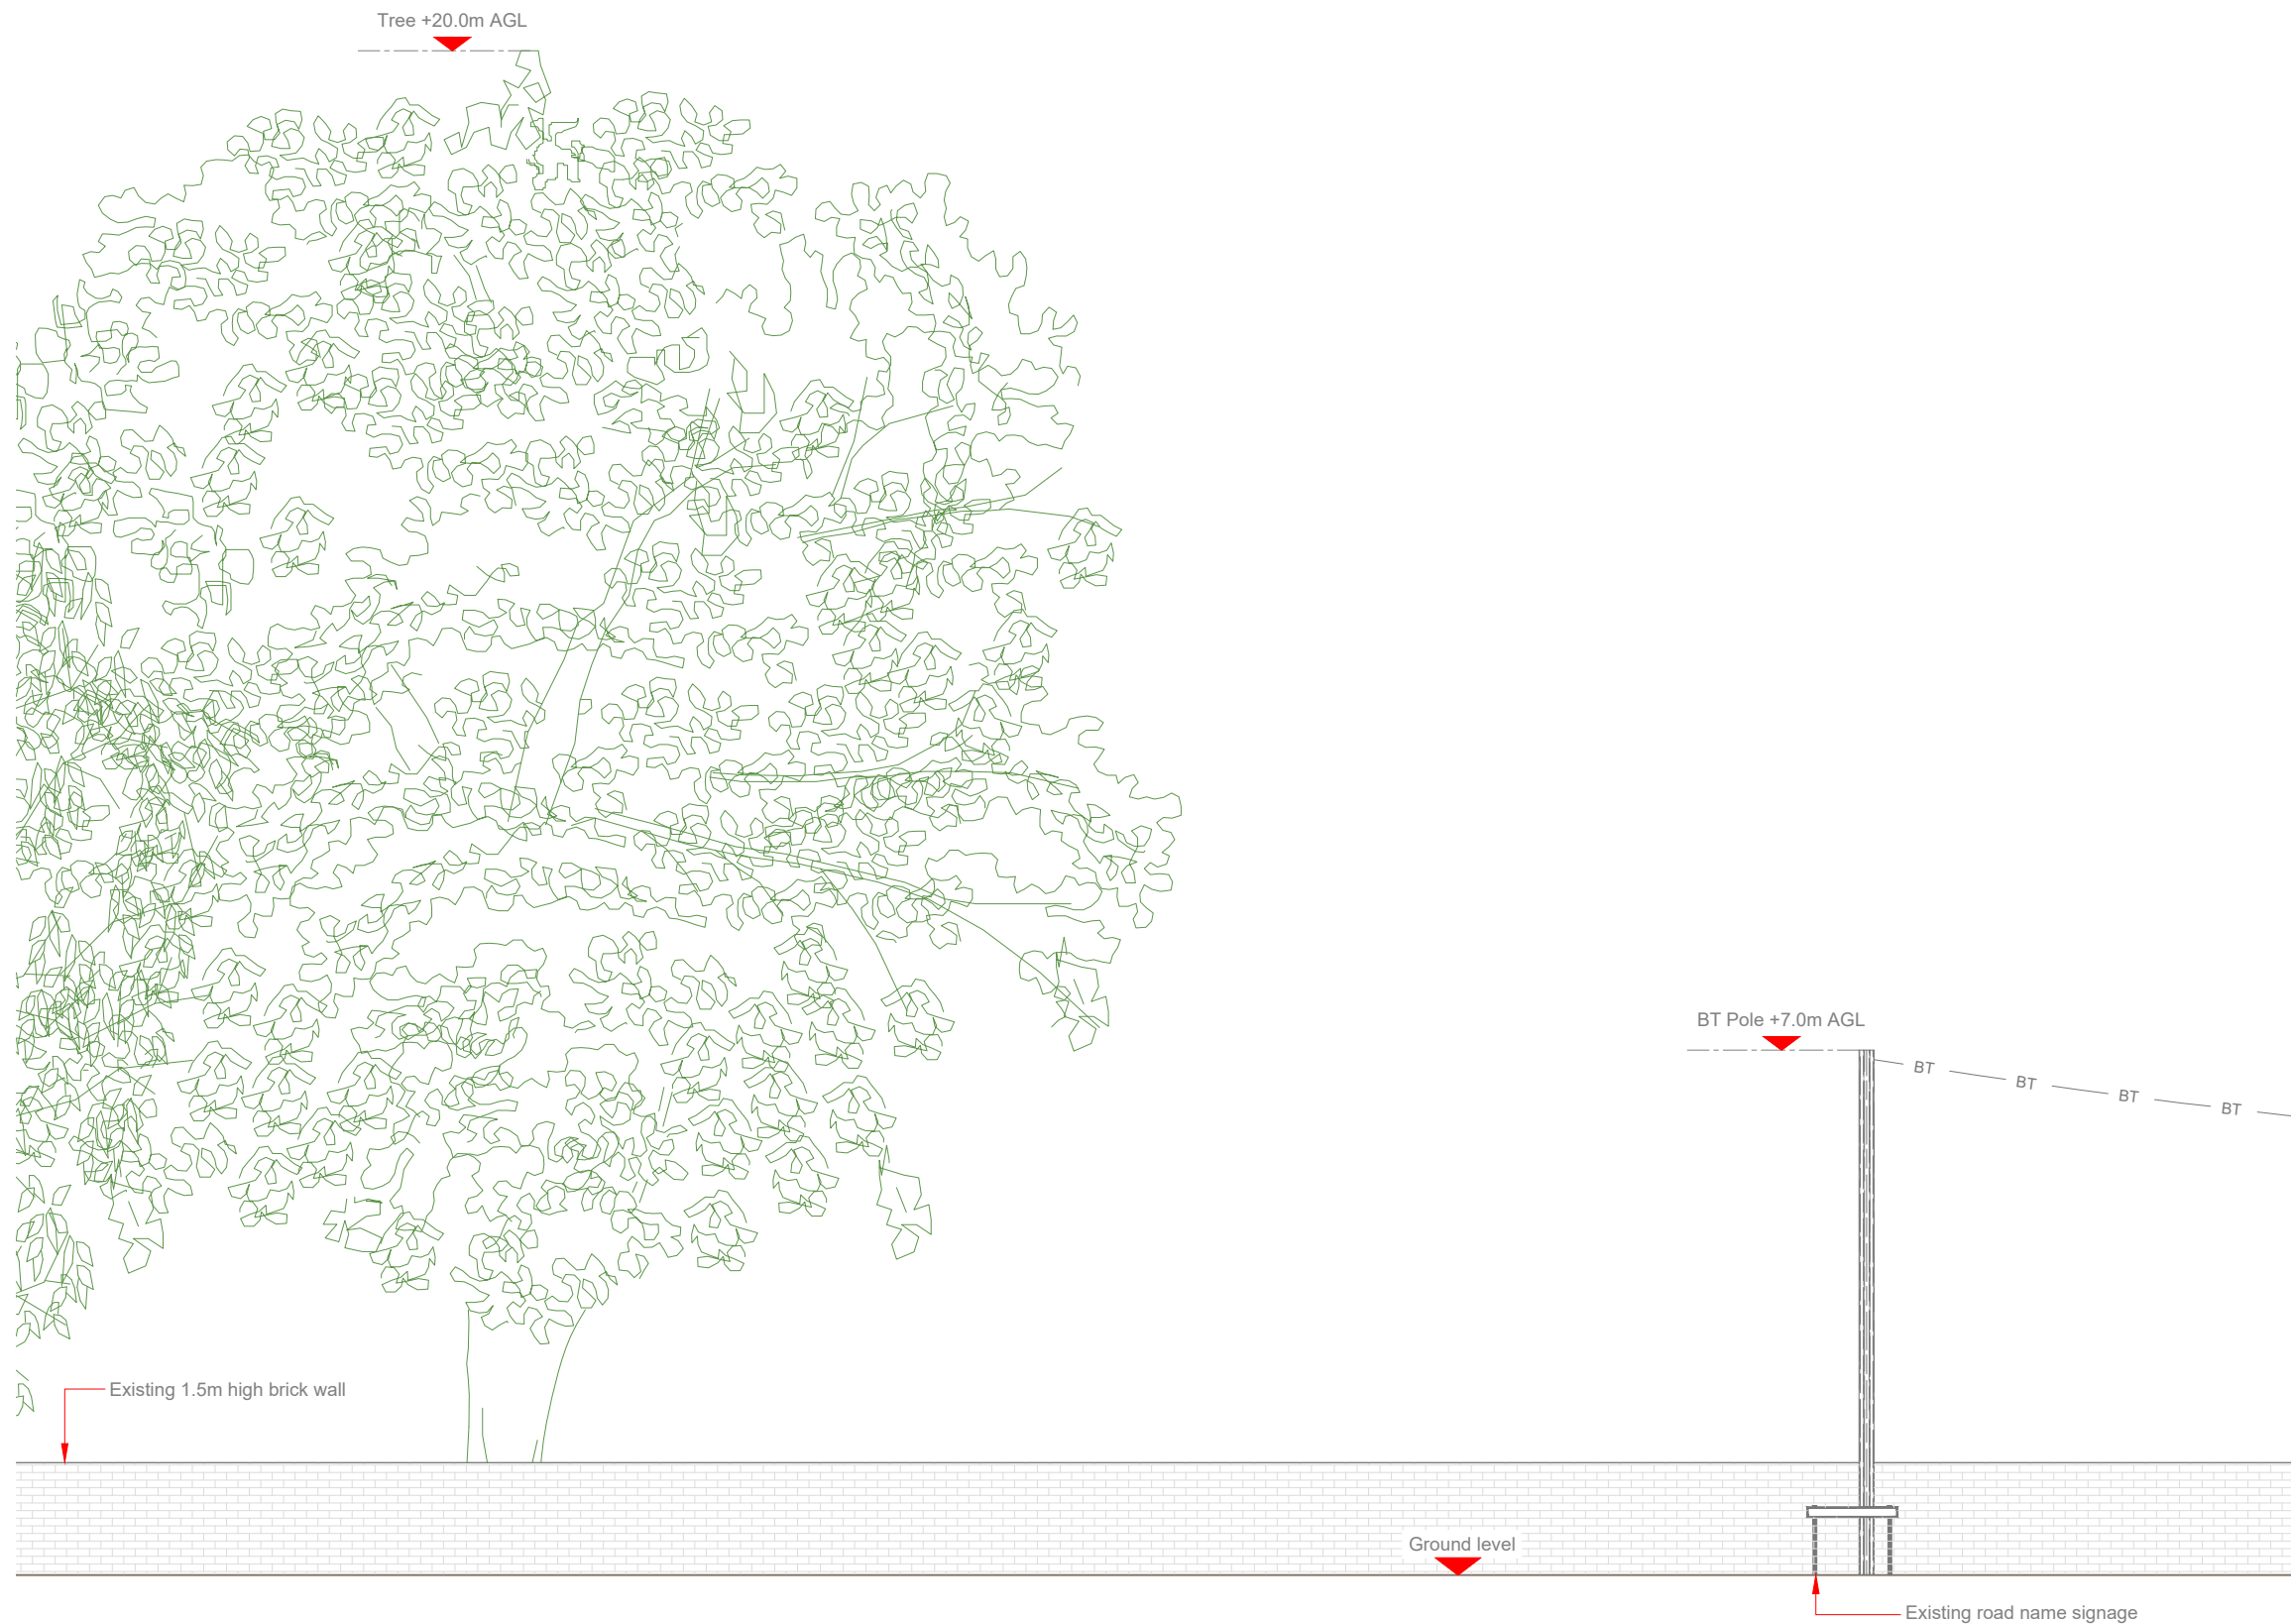 Tree +20.0m AGL
BT Pole +7.0m AGL
BT
BT
BT
BT
Existing 1.5m high brick wall
Ground level
Existing road name signage